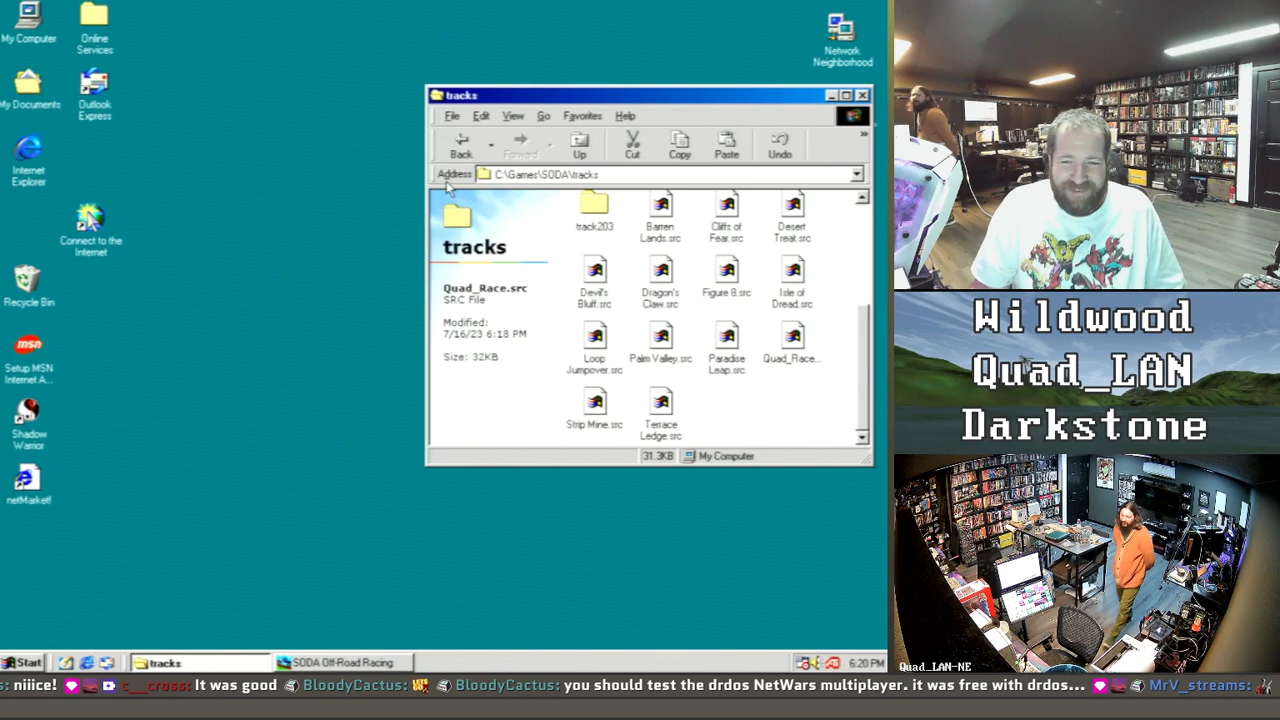 My Computer
Online
Services
Network
Neighborhood
My Documents
Outlook
Express
Internet
Explorer
Connect to the
Internet
Recycle Bin
msn
Setup MSN
Internet A...
Shadow
Warrior
netMarket!
tracks
File Edit View Go Favorites Help
Back Forward Up Cut Copy Paste Undo
Address C:\Games\SODA\tracks
tracks
Quad_Race.src
SRC File
Modified:
7/16/23 6:18 PM
Size: 32KB
track203
Barren
Lands.src
Cliffs of
Fear.src
Desert
Treat.src
Devil's
Bluff.src
Dragon's
Claw.src
Figure 8.src
Isle of
Dread.src
Loop
Jumpover.src
Palm Valley.src
Paradise
Leap.src
Quad_Race...
Strip Mine.src
Terrace
Ledge.src
31.3KB My Computer
Wildwood
Quad_LAN
Darkstone
Quad_LAN-NE
Start tracks SODA Off-Road Racing 6:20 PM
s: niiice! c__cross: It was good BloodyCactus: BloodyCactus: you should test the drdos NetWars multiplayer. it was free with drdos... MrV_streams: